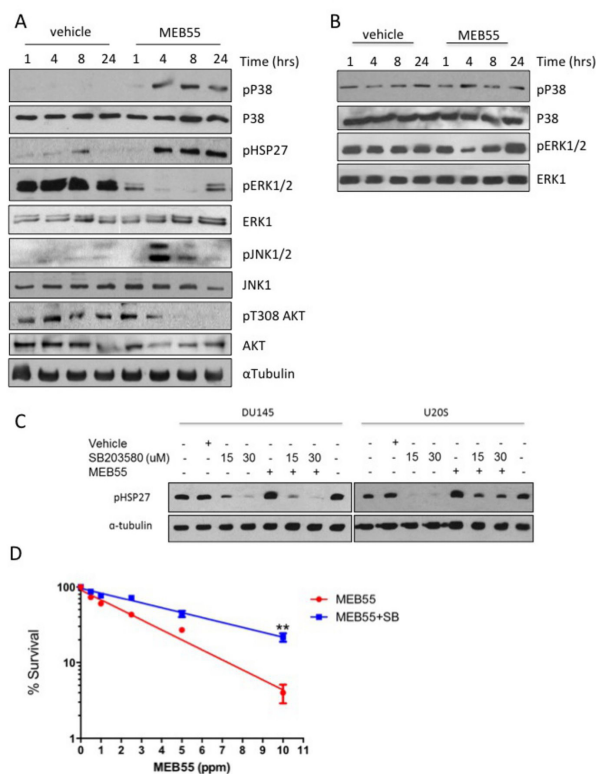 A
vehicle MEB55
1 4 8 24 1 4 8 24 Time (hrs)
pP38
P38
pHSP27
pERK1/2
ERK1
pJNK1/2
JNK1
pT308 AKT
AKT
αTubulin
B
vehicle MEB55
1 4 8 24 1 4 8 24 Time (hrs)
pP38
P38
pERK1/2
ERK1
C
DU145 U20S
Vehicle - + - - - - - - - + - - - - - -
SB203580 (uM) - - 15 30 - 15 30 - - - 15 30 - 15 30 -
MEB55 - - - - + + + - - - - - + + + -
pHSP27
α-tubulin
D
100
10
1
% Survival
0 1 2 3 4 5 6 7 8 9 10 11
MEB55 (ppm)
**
MEB55
MEB55+SB